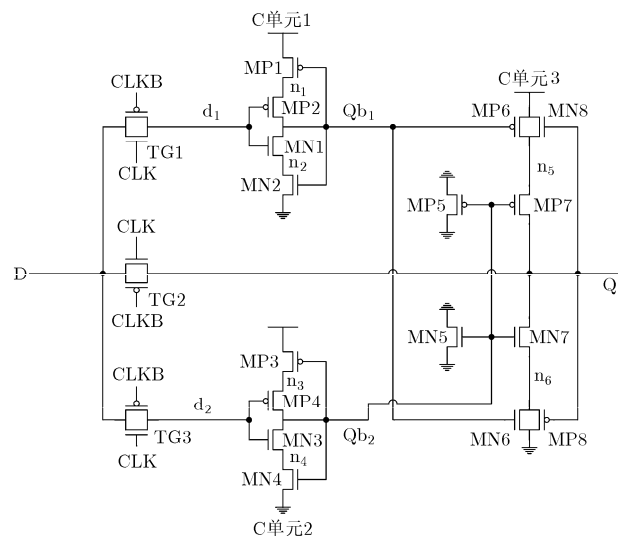 C单元1
MP1
CLKB
n1
C单元3
d1
MP2
Qb1
MP6
MN8
TG1
MN1
CLK
n2
MN2
n5
MP5
MP7
CLK
D
Q
TG2
CLKB
MN5
MN7
MP3
CLKB
n3
n6
d2
MP4
Qb2
TG3
MN3
MN6
MP8
CLK
n4
MN4
C单元2